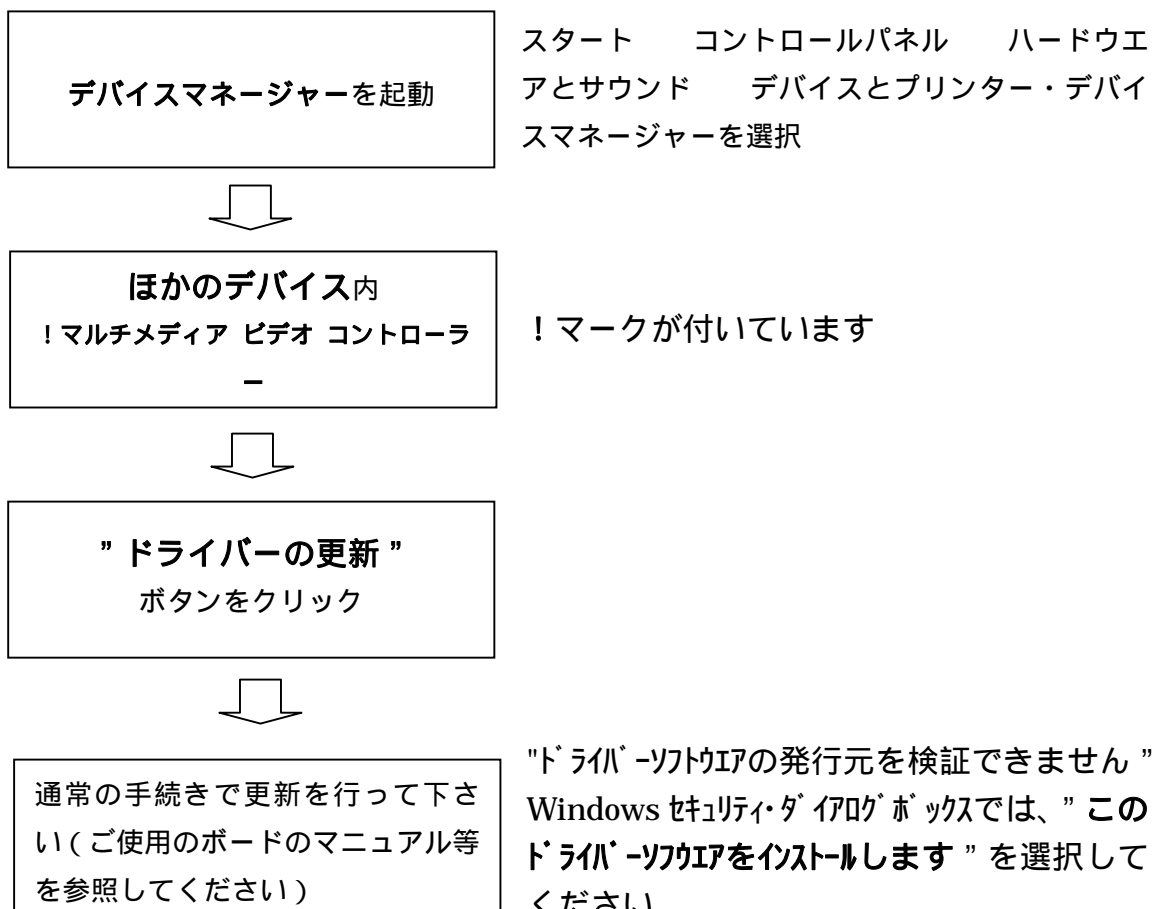 デバイスマネージャーを起動
スタート　　コントロールパネル　　ハードウエ
アとサウンド　　デバイスとプリンター・デバイ
スマネージャーを選択
ほかのデバイス内
！マルチメディア ビデオ コントローラ
ー
！マークが付いています
”ドライバーの更新”
ボタンをクリック
通常の手続きで更新を行って下さ
い（ご使用のボードのマニュアル等
を参照してください）
"ﾄﾞﾗｲﾊﾞｰｿﾌﾄｳｴｱの発行元を検証できません”
Windows ｾｷｭﾘﾃｨ･ﾀﾞｲｱﾛｸﾞﾎﾞｯｸｽでは、”この
ﾄﾞﾗｲﾊﾞｰｿﾌｳｴｱをｲﾝｽﾄｰﾙします”を選択して
ください